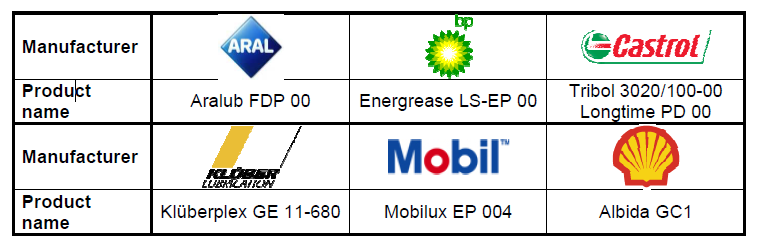 Manufacturer
ARAL
bp
Castrol
Product name
Aralub FDP 00
Energrease LS-EP 00
Tribol 3020/100-00
Longtime PD 00
Manufacturer
KLÜBER
LUBRICATION
Mobil™
Product name
Klüberplex GE 11-680
Mobilux EP 004
Albida GC1